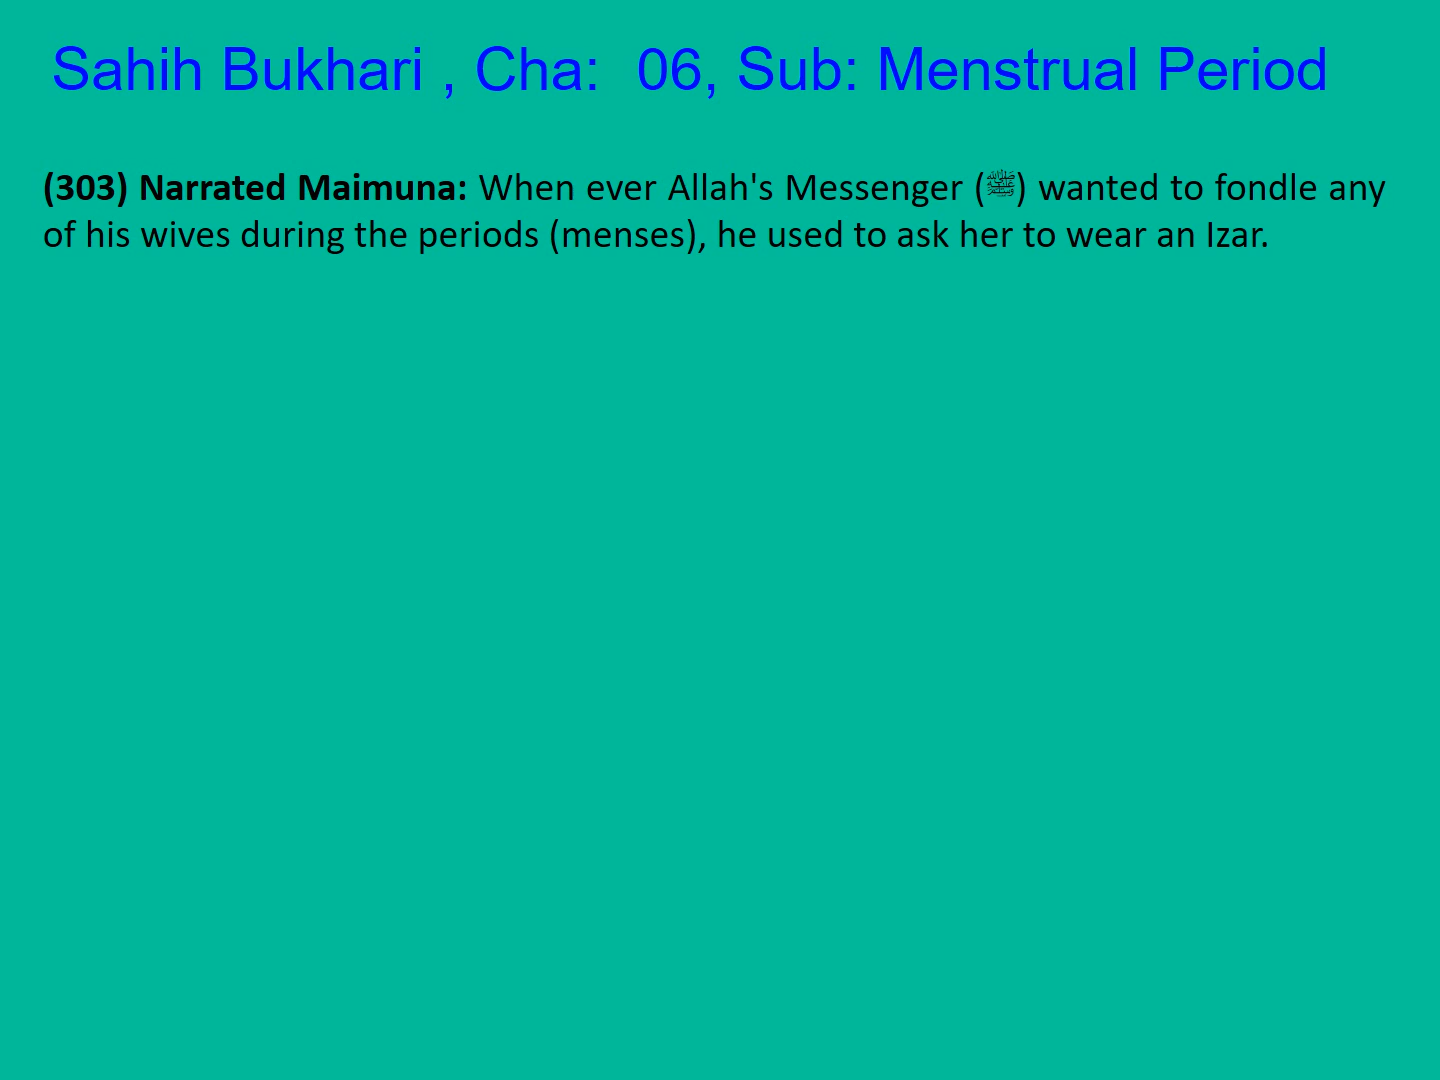 Sahih Bukhari , Cha:  06, Sub: Menstrual Period
(303) Narrated Maimuna: When ever Allah's Messenger (ﷺ) wanted to fondle any
of his wives during the periods (menses), he used to ask her to wear an Izar.